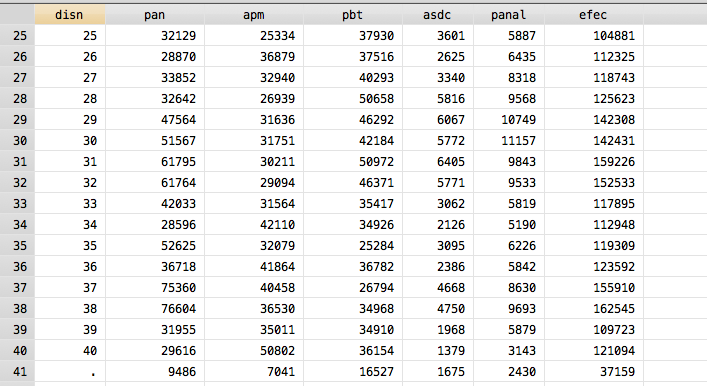 disn pan apm pbt asdc panal efec
25 25 32129 25334 37930 3601 5887 104881
26 26 28870 36879 37516 2625 6435 112325
27 27 33852 32940 40293 3340 8318 118743
28 28 32642 26939 50658 5816 9568 125623
29 29 47564 31636 46292 6067 10749 142308
30 30 51567 31751 42184 5772 11157 142431
31 31 61795 30211 50972 6405 9843 159226
32 32 61764 29094 46371 5771 9533 152533
33 33 42033 31564 35417 3062 5819 117895
34 34 28596 42110 34926 2126 5190 112948
35 35 52625 32079 25284 3095 6226 119309
36 36 36718 41864 36782 2386 5842 123592
37 37 75360 40458 26794 4668 8630 155910
38 38 76604 36530 34968 4750 9693 162545
39 39 31955 35011 34910 1968 5879 109723
40 40 29616 50802 36154 1379 3143 121094
41 . 9486 7041 16527 1675 2430 37159